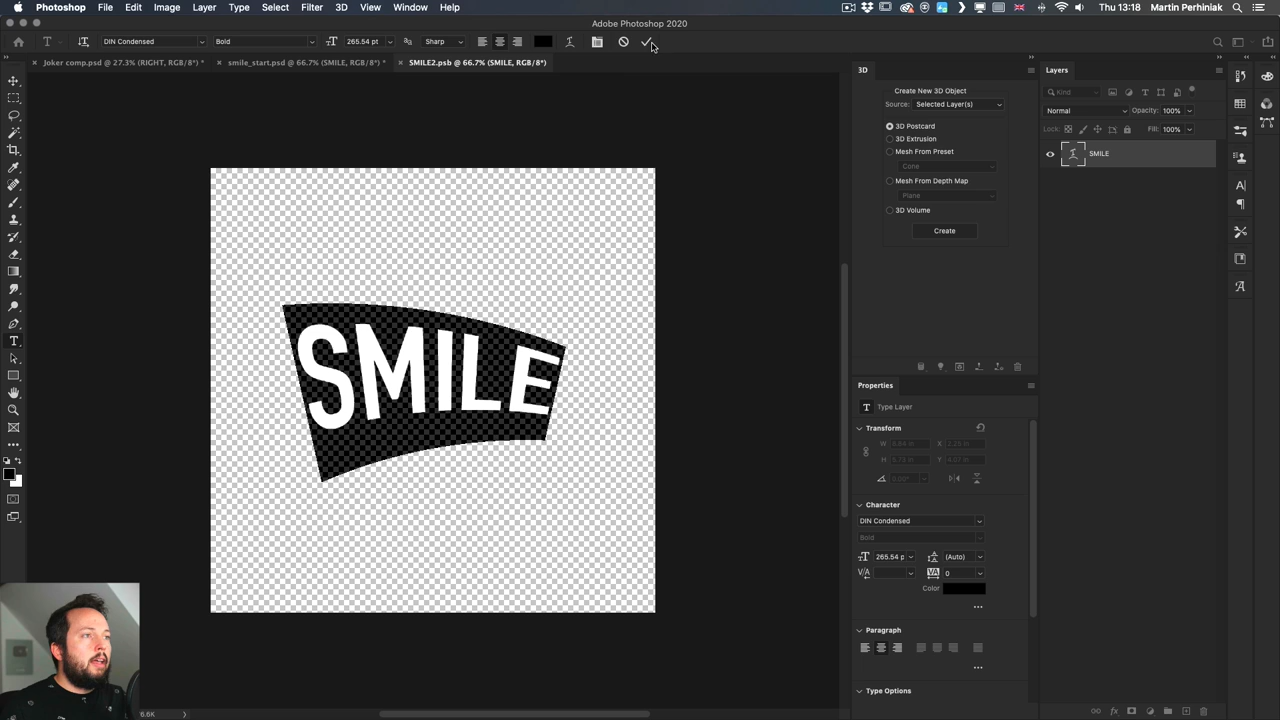 Photoshop File Edit Image Layer Type Select Filter 3D View Window Help Thu 13:18 Martin Perhiniak
Adobe Photoshop 2020
DIN Condensed Bold 265.54 pt Sharp
Joker comp.psd @ 27.3% (RIGHT, RGB/8*) * smile_start.psd @ 66.7% (SMILE, RGB/8*) * SMILE2.psb @ 66.7% (SMILE, RGB/8*)
SMILE
3D
Create New 3D Object
Source: Selected Layer(s)
3D Postcard
3D Extrusion
Mesh From Preset
Cone
Mesh From Depth Map
Plane
3D Volume
Create
Properties
Type Layer
Transform
W X
H Y
Character
DIN Condensed
Bold
265.54 p (Auto)
0
Color
Paragraph
Type Options
Layers
Kind
Normal Opacity: 100%
Lock: Fill: 100%
SMILE